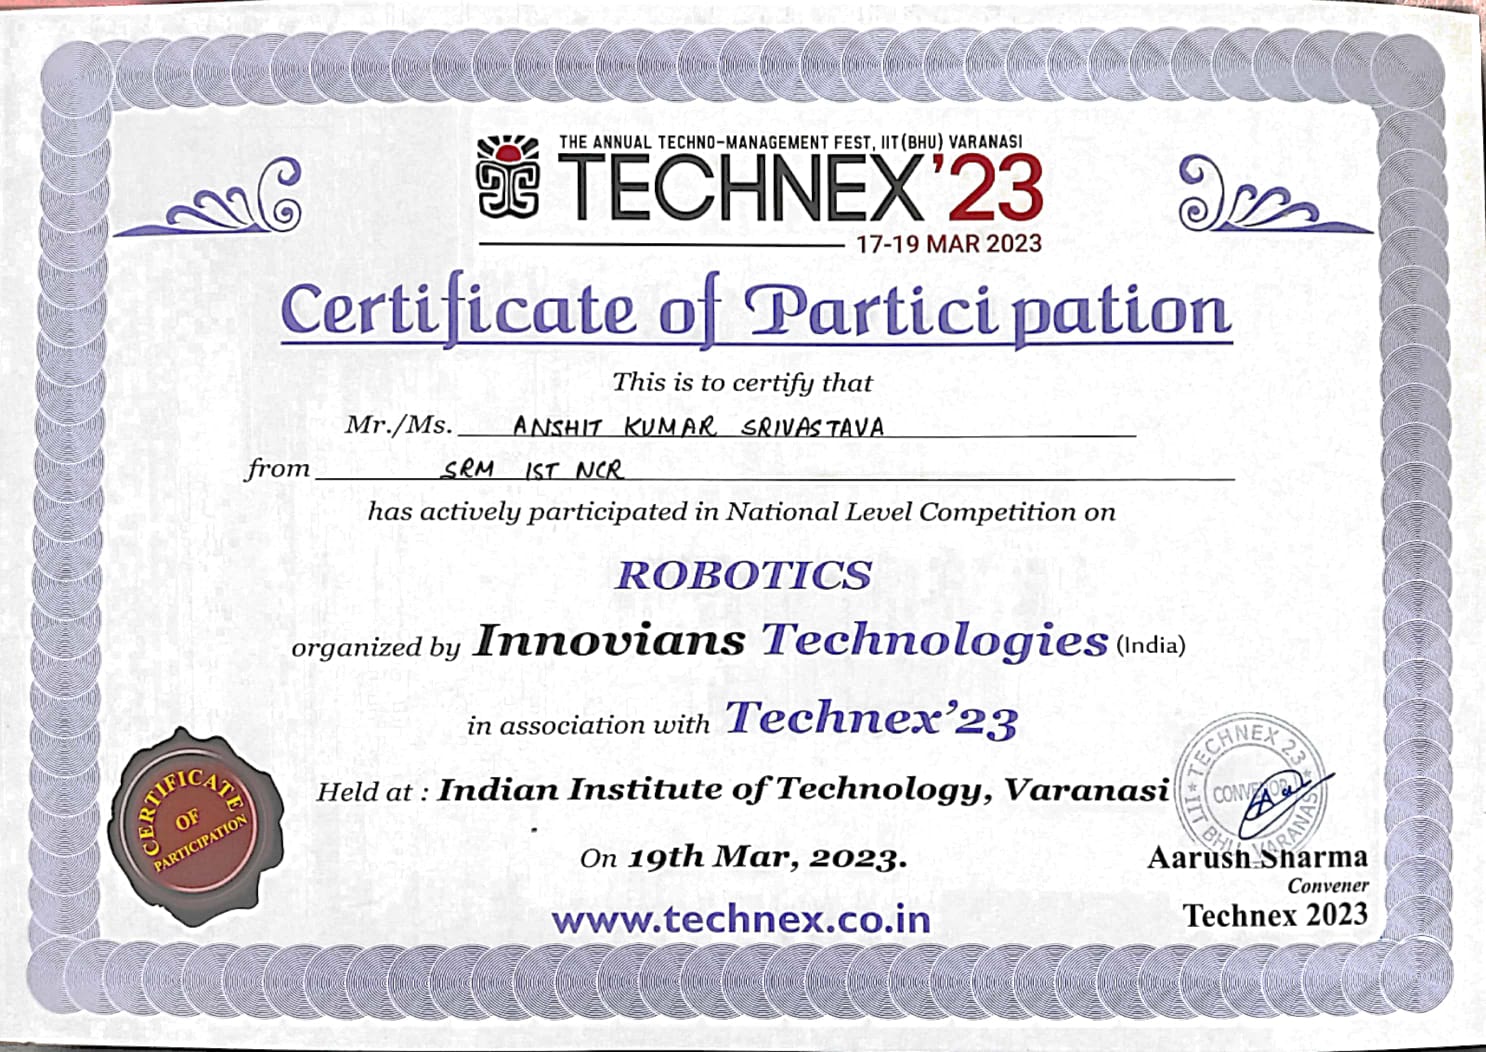 THE ANNUAL TECHNO-MANAGEMENT FEST, IIT(BHU) VARANASI
TECHNEX'23
17-19 MAR 2023
Certificate of Participation
This is to certify that
Mr./Ms. ANSHIT KUMAR SRIVASTAVA
from SRM IST NCR
has actively participated in National Level Competition on
ROBOTICS
organized by Innovians Technologies (India)
in association with Technex'23
Held at : Indian Institute of Technology, Varanasi
On 19th Mar, 2023.
www.technex.co.in
CERTIFICATE
OF
PARTICIPATION
TECHNEX 23
CONVENOR
IIT BHU VARANASI
Aarush Sharma
Convener
Technex 2023